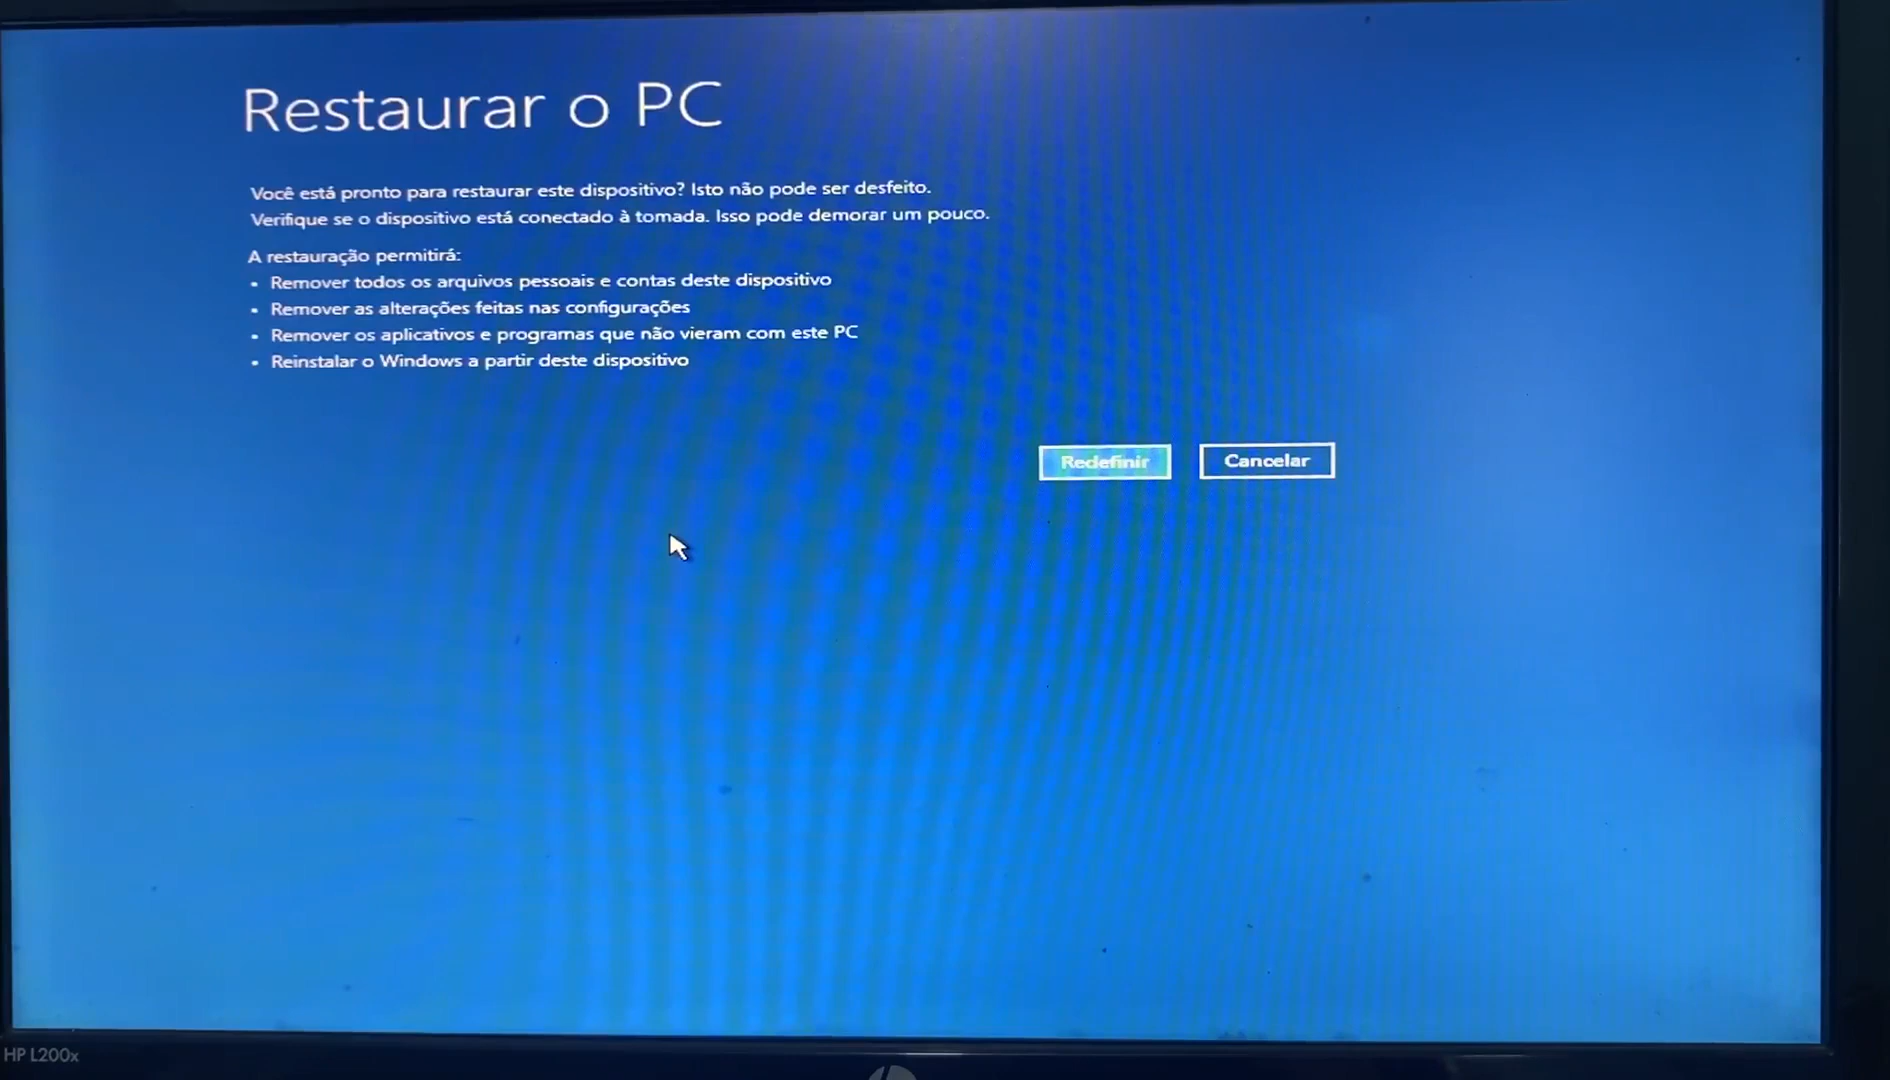 Restaurar o PC
Você está pronto para restaurar este dispositivo? Isto não pode ser desfeito.
Verifique se o dispositivo está conectado à tomada. Isso pode demorar um pouco.
A restauração permitirá:
• Remover todos os arquivos pessoais e contas deste dispositivo
• Remover as alterações feitas nas configurações
• Remover os aplicativos e programas que não vieram com este PC
• Reinstalar o Windows a partir deste dispositivo
Redefinir
Cancelar
HP L200x